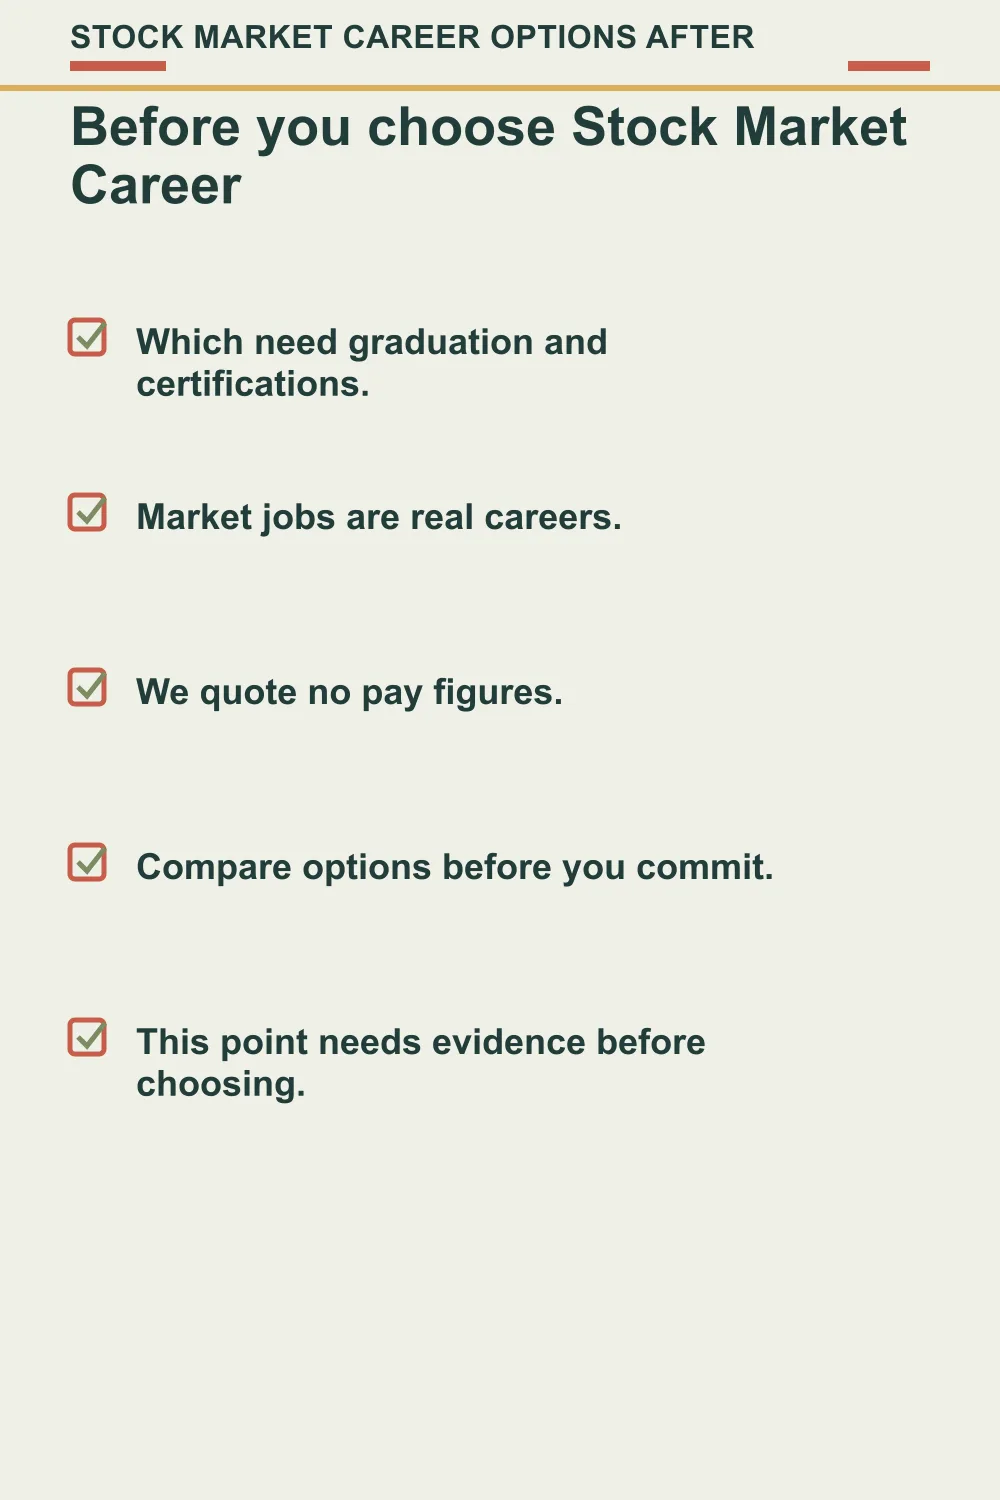 STOCK MARKET CAREER OPTIONS AFTER
Before you choose Stock Market
Career
Which need graduation and
certifications.
Market jobs are real careers.
We quote no pay figures.
Compare options before you commit.
This point needs evidence before
choosing.